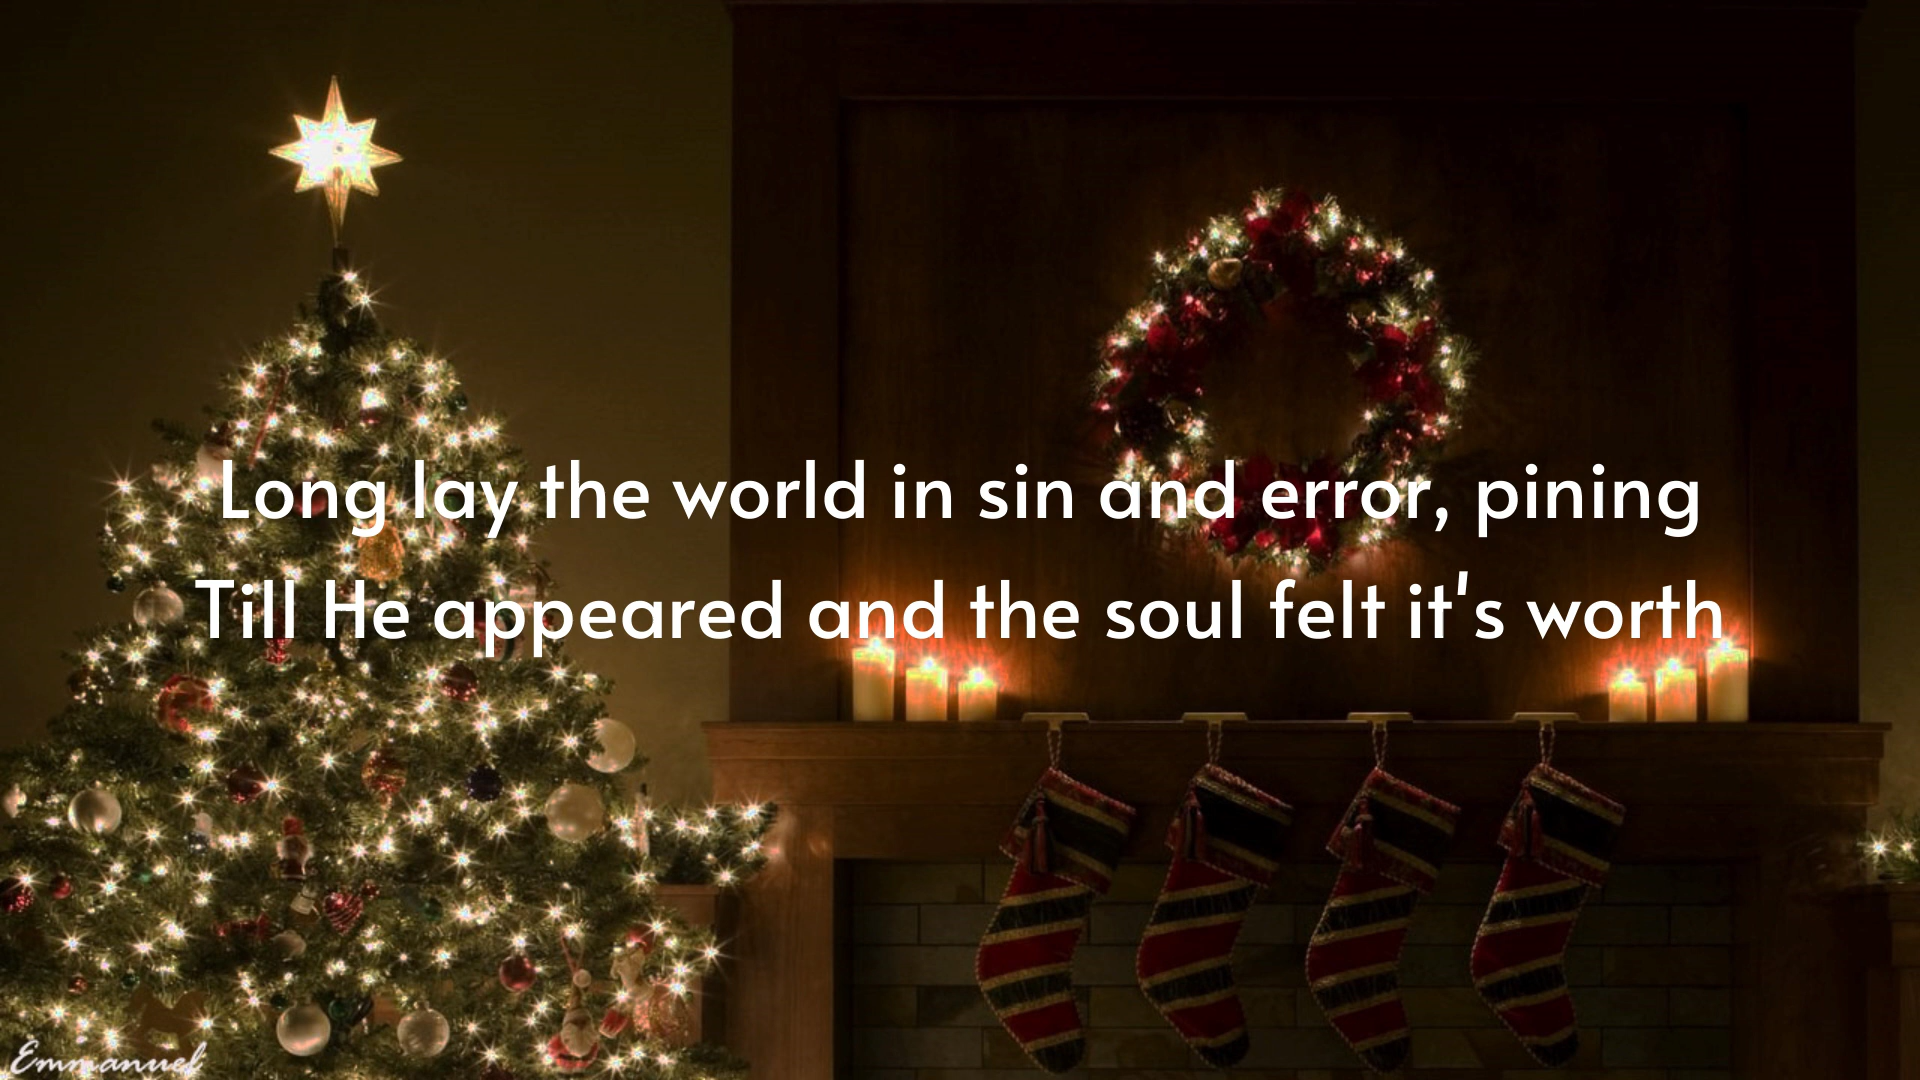 Long lay the world in sin and error, pining
Till He appeared and the soul felt it's worth
Emmanuel